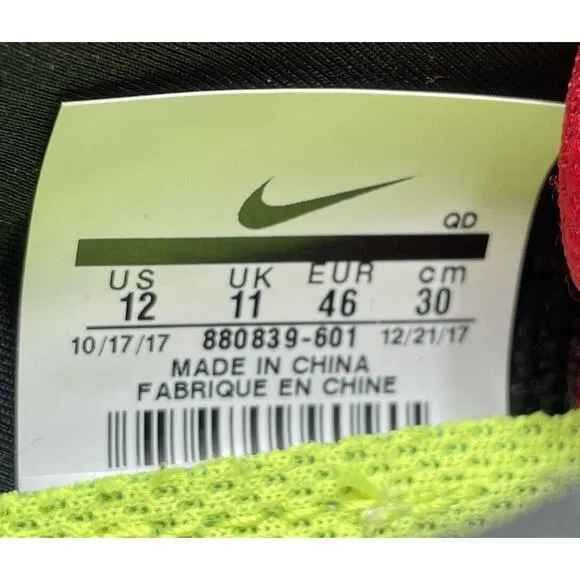 QD
US UK EUR cm
12 11 46 30
10/17/17 880839-601 12/21/17
MADE IN CHINA
FABRIQUE EN CHINE